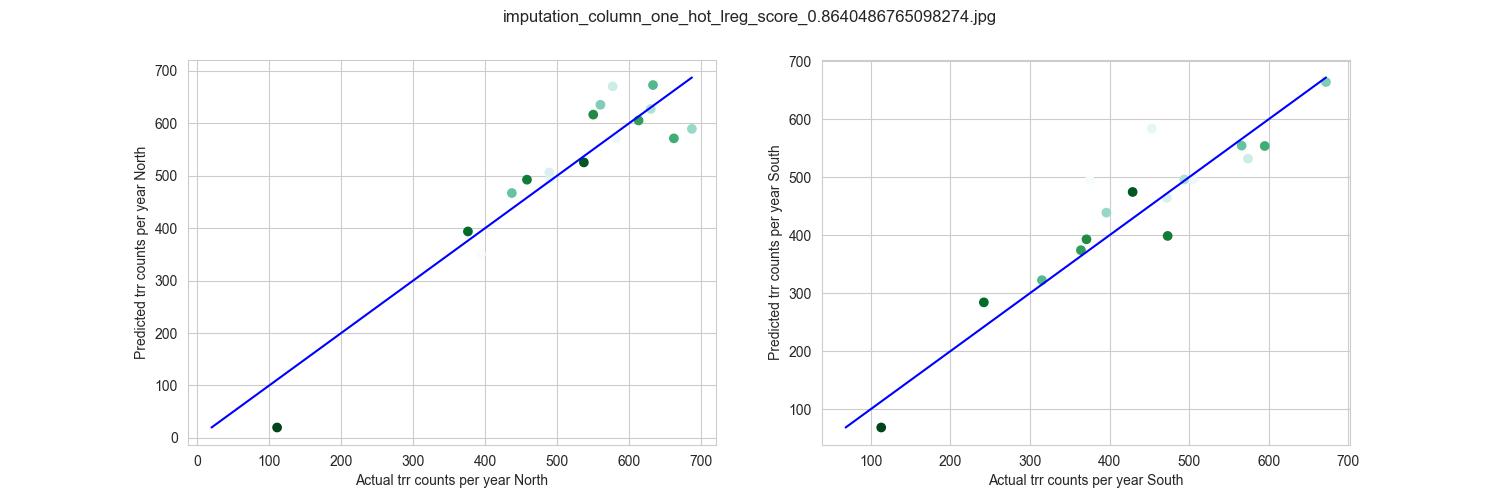 imputation_column_one_hot_lreg_score_0.8640486765098274.jpg
700
600
500
400
300
200
100
0
Predicted trr counts per year North
0 100 200 300 400 500 600 700
Actual trr counts per year North
700
600
500
400
300
200
100
Predicted trr counts per year South
100 200 300 400 500 600 700
Actual trr counts per year South